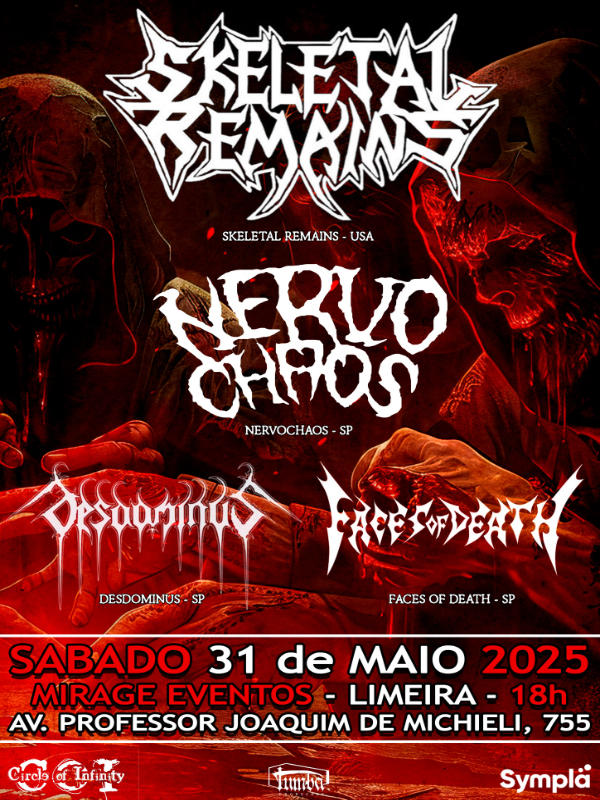 SKELETAL
REMAINS
SKELETAL REMAINS - USA
NERVO
CHAOS
NERVOCHAOS - SP
DESDOMINUS
FACES OF DEATH
DESDOMINUS - SP
FACES OF DEATH - SP
SABADO 31 de MAIO 2025
MIRAGE EVENTOS - LIMEIRA - 18h
AV. PROFESSOR JOAQUIM DE MICHIELI, 755
COI
Circle of Infinity
Tumba!
Sympla